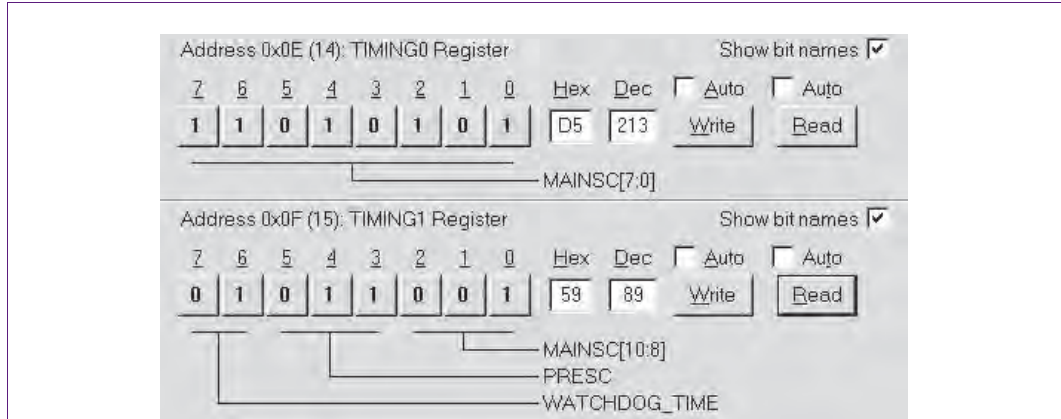 Address 0x0E (14): TIMING0 Register Show bit names
7 6 5 4 3 2 1 0 Hex Dec Auto Auto
1 1 0 1 0 1 0 1 D5 213 Write Read
MAINSC[7:0]
Address 0x0F (15): TIMING1 Register Show bit names
7 6 5 4 3 2 1 0 Hex Dec Auto Auto
0 1 0 1 1 0 0 1 59 89 Write Read
MAINSC[10:8]
PRESC
WATCHDOG_TIME